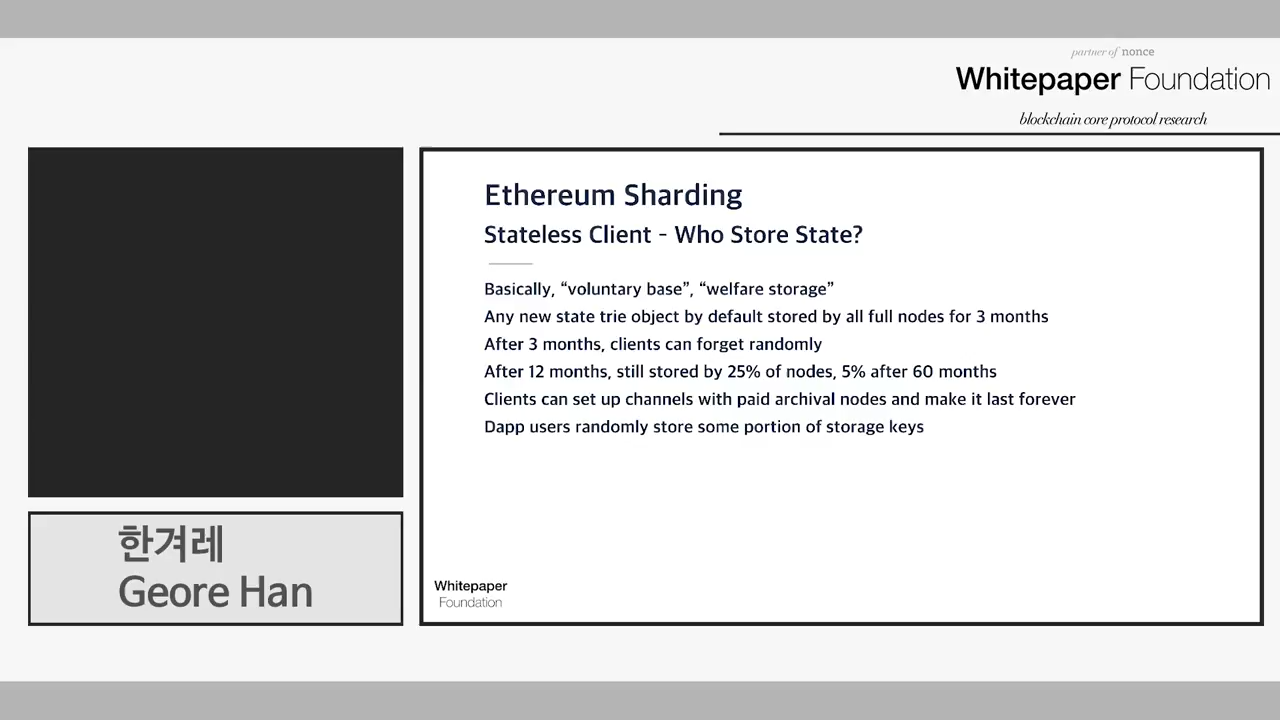 partner of nonce
Whitepaper Foundation
blockchain core protocol research
Ethereum Sharding
Stateless Client - Who Store State?
Basically, “voluntary base”, “welfare storage”
Any new state trie object by default stored by all full nodes for 3 months
After 3 months, clients can forget randomly
After 12 months, still stored by 25% of nodes, 5% after 60 months
Clients can set up channels with paid archival nodes and make it last forever
Dapp users randomly store some portion of storage keys
한겨레
Geore Han
Whitepaper
Foundation